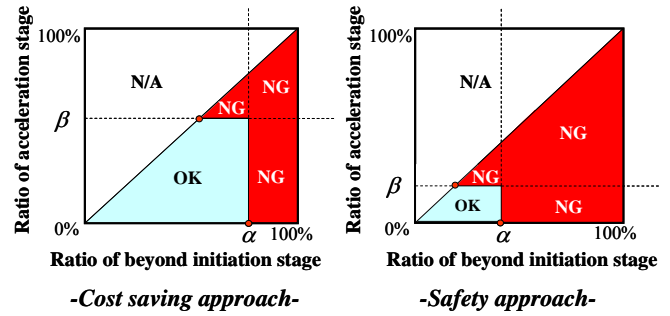 100%
N/A
NG
NG
β
OK
NG
0%
α
100%
Ratio of acceleration stage
Ratio of beyond initiation stage
-Cost saving approach-
100%
N/A
NG
NG
β
OK
NG
0%
α
100%
Ratio of acceleration stage
Ratio of beyond initiation stage
-Safety approach-